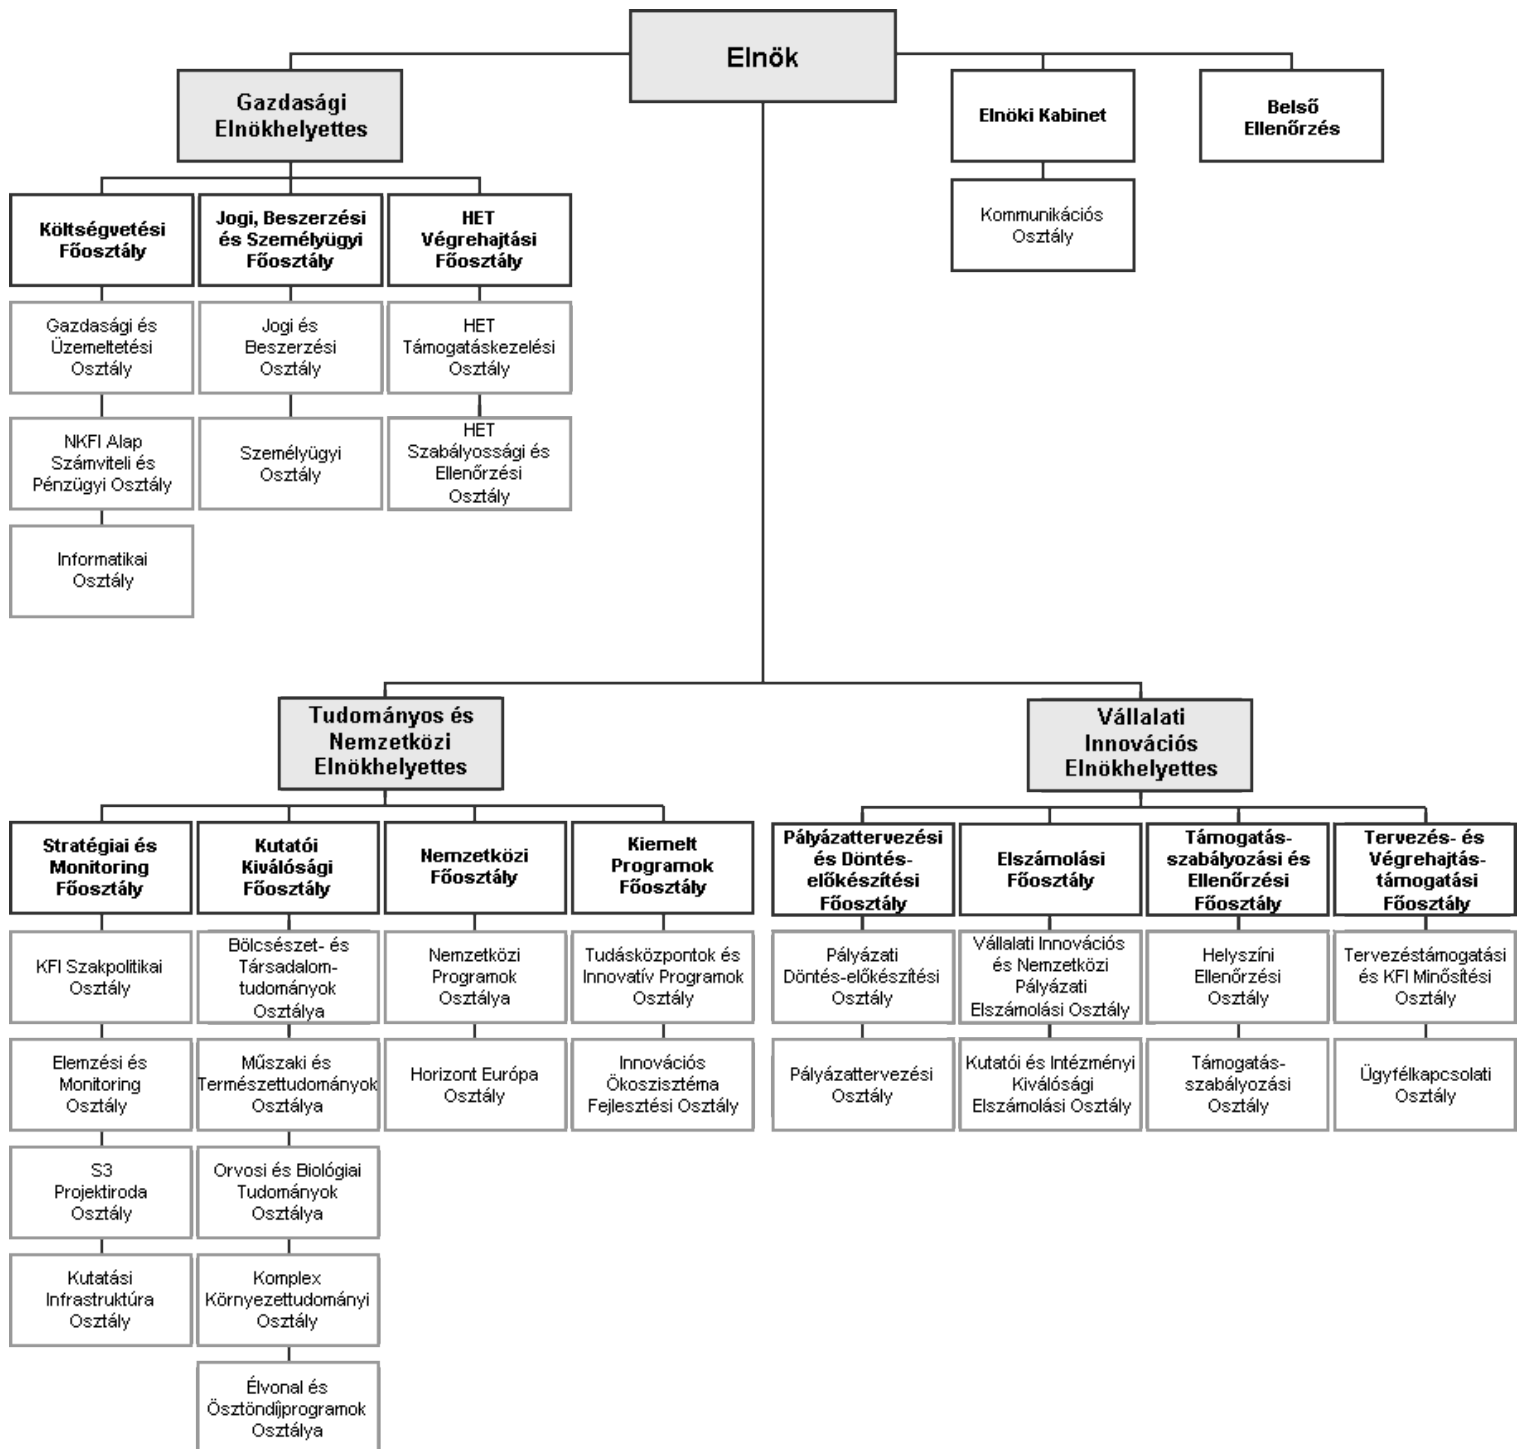 Elnök
Gazdasági
Elnökhelyettes
Elnöki Kabinet
Belső
Ellenőrzés
Kommunikációs
Osztály
Költségvetési
Főosztály
Jogi, Beszerzési
és Személyügyi
Főosztály
HET
Végrehajtási
Főosztály
Gazdasági és
Üzemeltetési
Osztály
Jogi és
Beszerzési
Osztály
HET
Támogatáskezelési
Osztály
NKFI Alap
Számviteli és
Pénzügyi Osztály
Személyügyi
Osztály
HET
Szabályossági és
Ellenőrzési
Osztály
Informatikai
Osztály
Tudományos és
Nemzetközi
Elnökhelyettes
Vállalati
Innovációs
Elnökhelyettes
Stratégiai és
Monitoring
Főosztály
Kutatói
Kiválósági
Főosztály
Nemzetközi
Főosztály
Kiemelt
Programok
Főosztály
Pályázattervezési
és Döntés-
előkészítési
Főosztály
Elszámolási
Főosztály
Támogatás-
szabályozási és
Ellenőrzési
Főosztály
Tervezés- és
Végrehajtás-
támogatási
Főosztály
KFI Szakpolitikai
Osztály
Bölcsészet- és
Társadalom-
tudományok
Osztálya
Nemzetközi
Programok
Osztálya
Tudásközpontok és
Innovatív Programok
Osztály
Pályázati
Döntés-előkészítési
Osztály
Vállalati Innovációs
és Nemzetközi
Pályázati
Elszámolási Osztály
Helyszíni
Ellenőrzési
Osztály
Tervezéstámogatási
és KFI Minősítési
Osztály
Elemzési és
Monitoring
Osztály
Műszaki és
Természettudományok
Osztálya
Horizont Európa
Osztály
Innovációs
Ökoszisztéma
Fejlesztési Osztály
Pályázattervezési
Osztály
Kutatói és Intézményi
Kiválósági
Elszámolási Osztály
Támogatás-
szabályozási
Osztály
Ügyfélkapcsolati
Osztály
S3
Projektiroda
Osztály
Orvosi és Biológiai
Tudományok
Osztálya
Kutatási
Infrastruktúra
Osztály
Komplex
Környezettudományi
Osztály
Élvonal és
Ösztöndíjprogramok
Osztálya